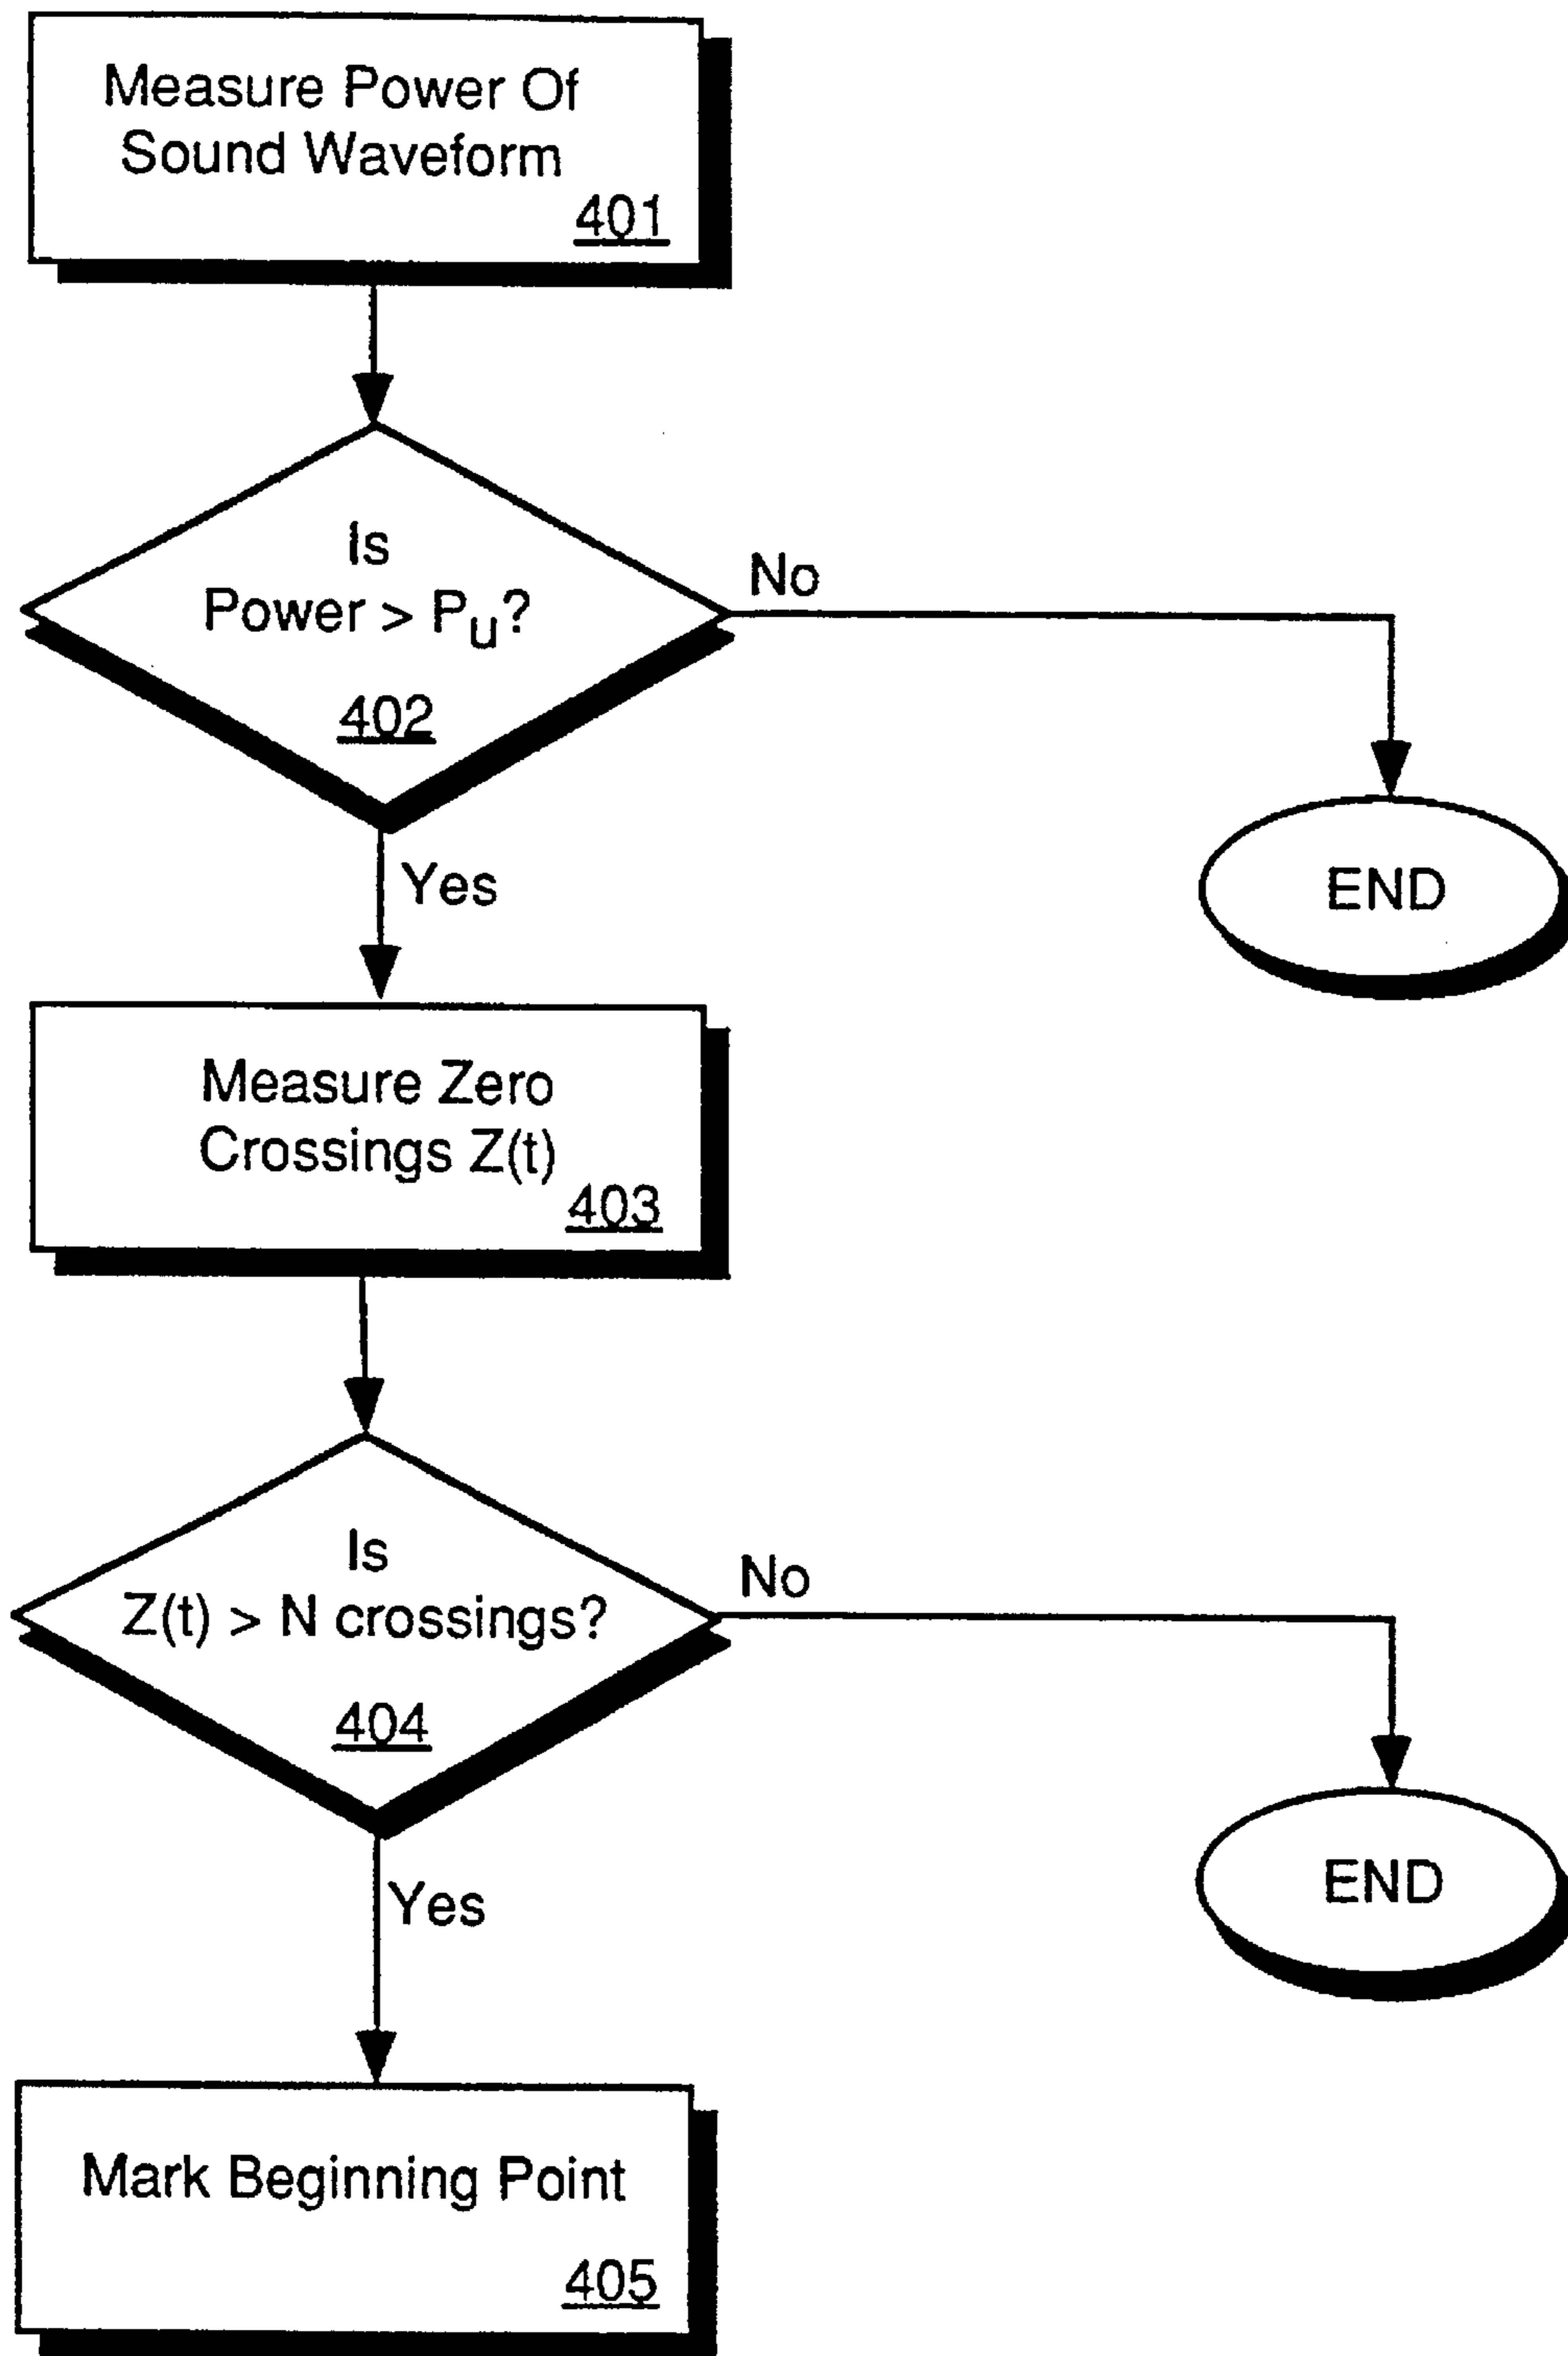 Measure Power Of
Sound Waveform
401
Is
Power > Pu?
402
No
END
Yes
Measure Zero
Crossings Z(t)
403
Is
Z(t) > N crossings?
404
No
END
Yes
Mark Beginning Point
405